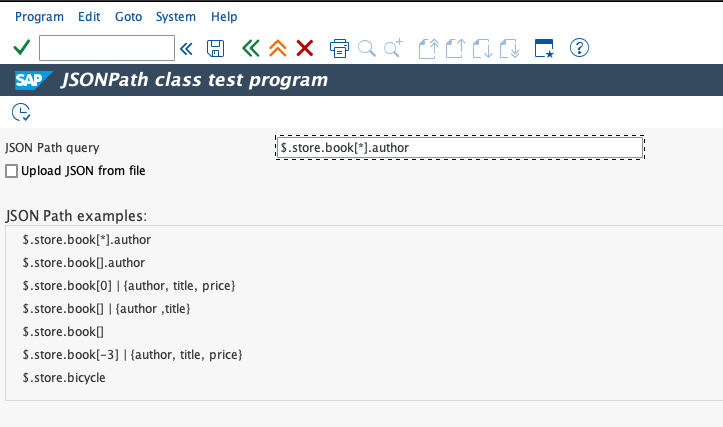 Program Edit Goto System Help
SAP JSONPath class test program
JSON Path query $.store.book[*].author
Upload JSON from file
JSON Path examples:
$.store.book[*].author
$.store.book[].author
$.store.book[0] | {author, title, price}
$.store.book[] | {author ,title}
$.store.book[]
$.store.book[-3] | {author, title, price}
$.store.bicycle